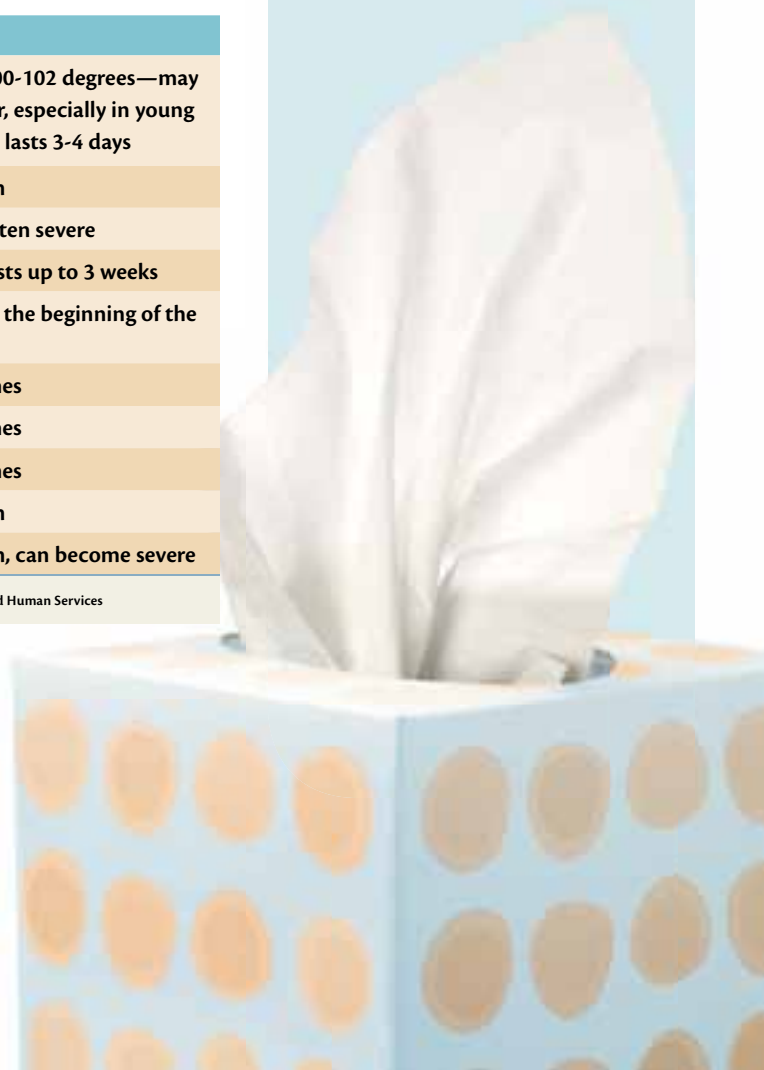 00-102 degrees—may
, especially in young
lasts 3-4 days
ten severe
sts up to 3 weeks
the beginning of the
nes
nes
nes
, can become severe
d Human Services